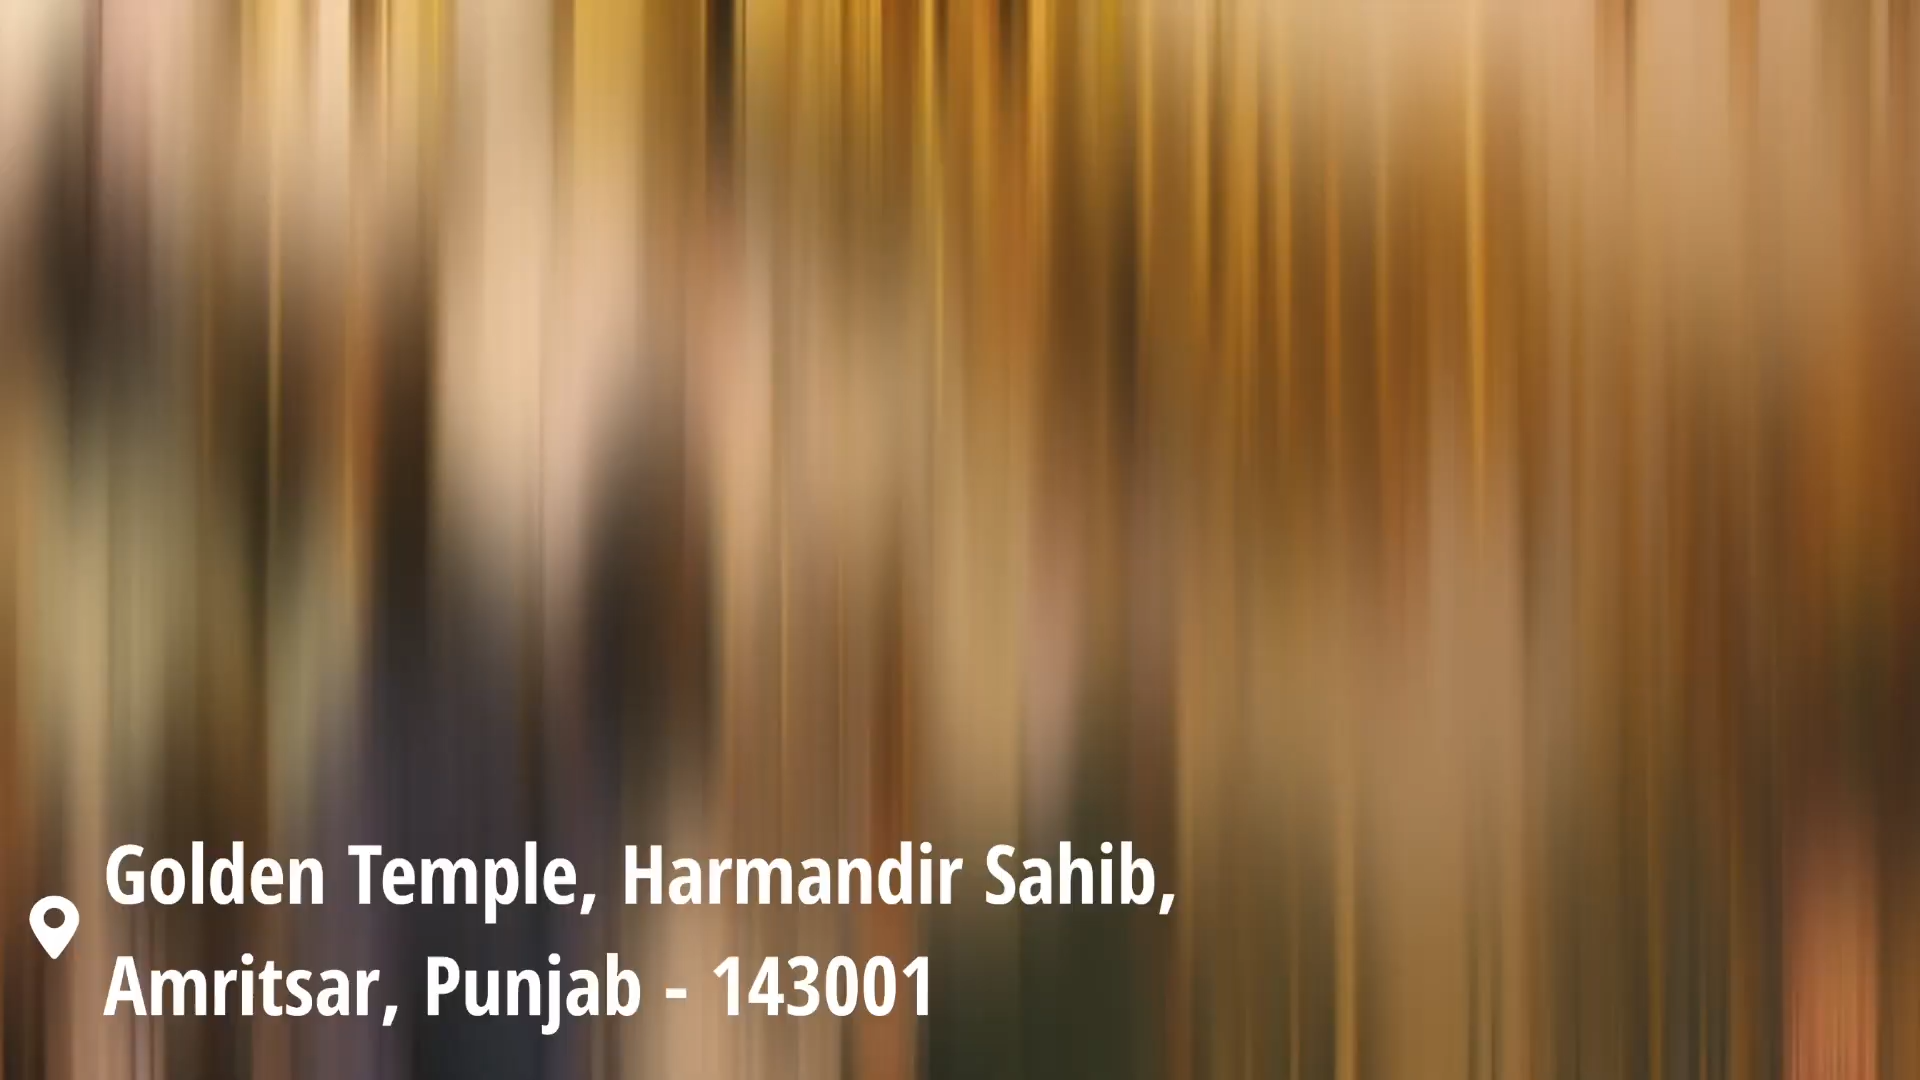 Golden Temple, Harmandir Sahib,
Amritsar, Punjab - 143001